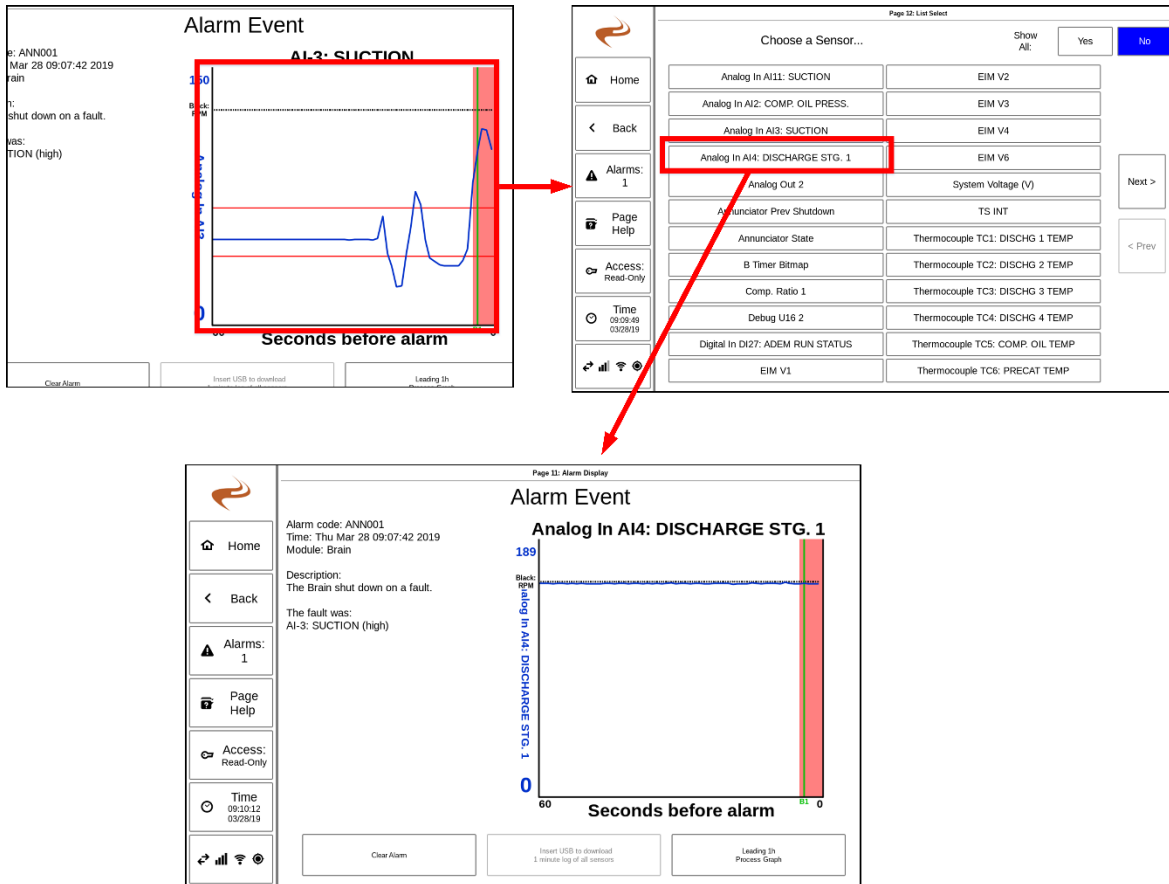 Alarm Event
e: ANN001
Mar 28 09:07:42 2019
rain
n:
shut down on a fault.
was:
TION (high)
AI-3: SUCTION
150
Black:
RPM
0
60
0
Seconds before alarm
Clear Alarm
Insert USB to download
Leading 1h
Process Graph
Page 12: List Select
Choose a Sensor...
Show
All:
Yes
No
Home
Back
Alarms:
1
Page
Help
Access:
Read-Only
Time
09:09:49
03/28/19
Analog In AI11: SUCTION
Analog In AI2: COMP. OIL PRESS.
Analog In AI3: SUCTION
Analog In AI4: DISCHARGE STG. 1
Analog Out 2
Annunciator Prev Shutdown
Annunciator State
B Timer Bitmap
Comp. Ratio 1
Debug U16 2
Digital In DI27: ADEM RUN STATUS
EIM V1
EIM V2
EIM V3
EIM V4
EIM V6
System Voltage (V)
TS INT
Thermocouple TC1: DISCHG 1 TEMP
Thermocouple TC2: DISCHG 2 TEMP
Thermocouple TC3: DISCHG 3 TEMP
Thermocouple TC4: DISCHG 4 TEMP
Thermocouple TC5: COMP. OIL TEMP
Thermocouple TC6: PRECAT TEMP
Next >
< Prev
Page 11: Alarm Display
Alarm Event
Home
Back
Alarms:
1
Page
Help
Access:
Read-Only
Time
09:10:12
03/28/19
Alarm code: ANN001
Time: Thu Mar 28 09:07:42 2019
Module: Brain
Description:
The Brain shut down on a fault.
The fault was:
AI-3: SUCTION (high)
Analog In AI4: DISCHARGE STG. 1
189
Black:
RPM
alog In AI4: DISCHARGE STG. 1
0
60
B1
0
Seconds before alarm
Clear Alarm
Insert USB to download
1 minute log of all sensors
Leading 1h
Process Graph